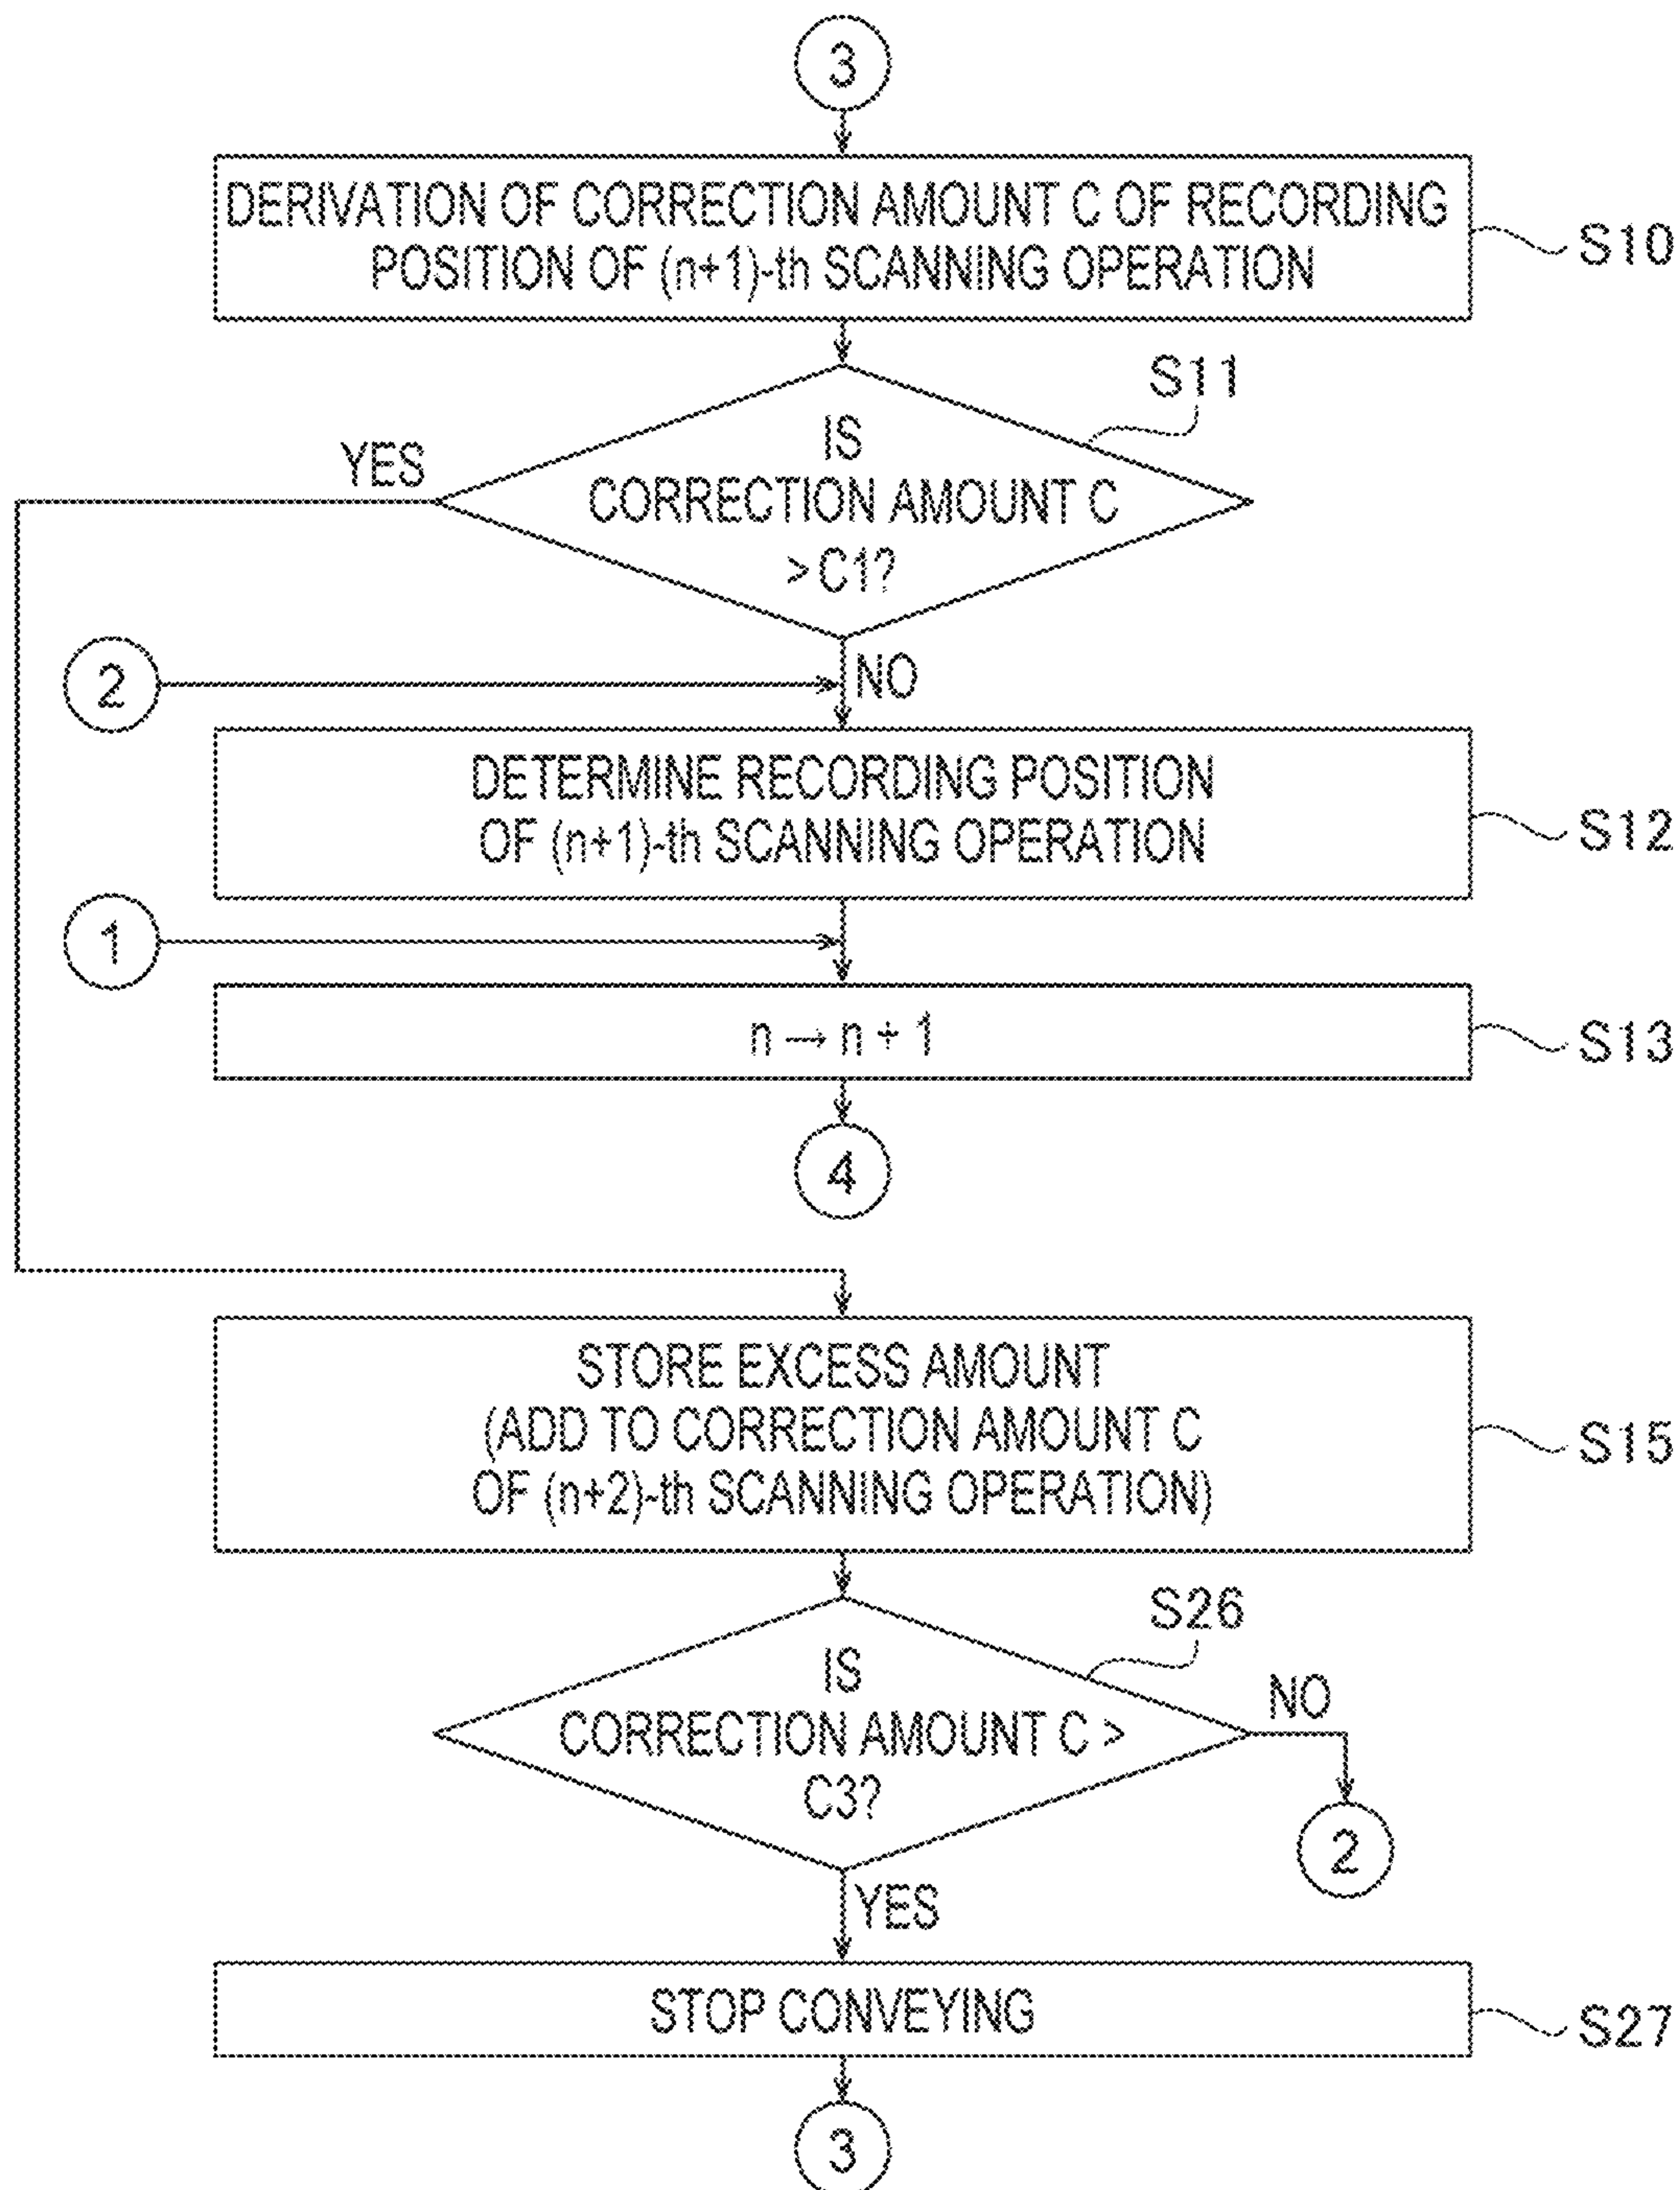 3
DERIVATION OF CORRECTION AMOUNT C OF RECORDING
POSITION OF (n+1)-th SCANNING OPERATION
S10
S11
YES
IS
CORRECTION AMOUNT C
>C1?
NO
2
DETERMINE RECORDING POSITION
OF (n+1)-th SCANNING OPERATION
S12
1
n → n + 1
S13
4
STORE EXCESS AMOUNT
(ADD TO CORRECTION AMOUNT C
OF (n+2)-th SCANNING OPERATION)
S15
S26
IS
CORRECTION AMOUNT C >
C3?
NO
2
YES
STOP CONVEYING
S27
3